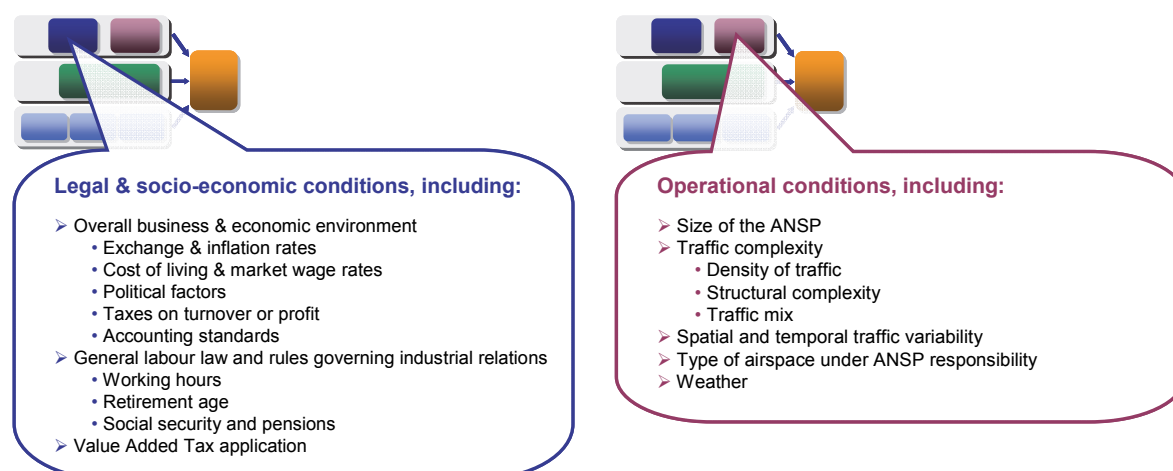 Legal & socio-economic conditions, including:
➢ Overall business & economic environment
• Exchange & inflation rates
• Cost of living & market wage rates
• Political factors
• Taxes on turnover or profit
• Accounting standards
➢ General labour law and rules governing industrial relations
• Working hours
• Retirement age
• Social security and pensions
➢ Value Added Tax application
Operational conditions, including:
➢ Size of the ANSP
➢ Traffic complexity
• Density of traffic
• Structural complexity
• Traffic mix
➢ Spatial and temporal traffic variability
➢ Type of airspace under ANSP responsibility
➢ Weather